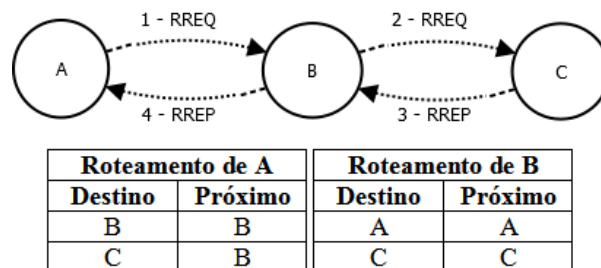 1 - RREQ
2 - RREQ
A
B
C
4 - RREP
3 - RREP
Roteamento de A
Roteamento de B
Destino Próximo Destino Próximo
B B A A
C B C C